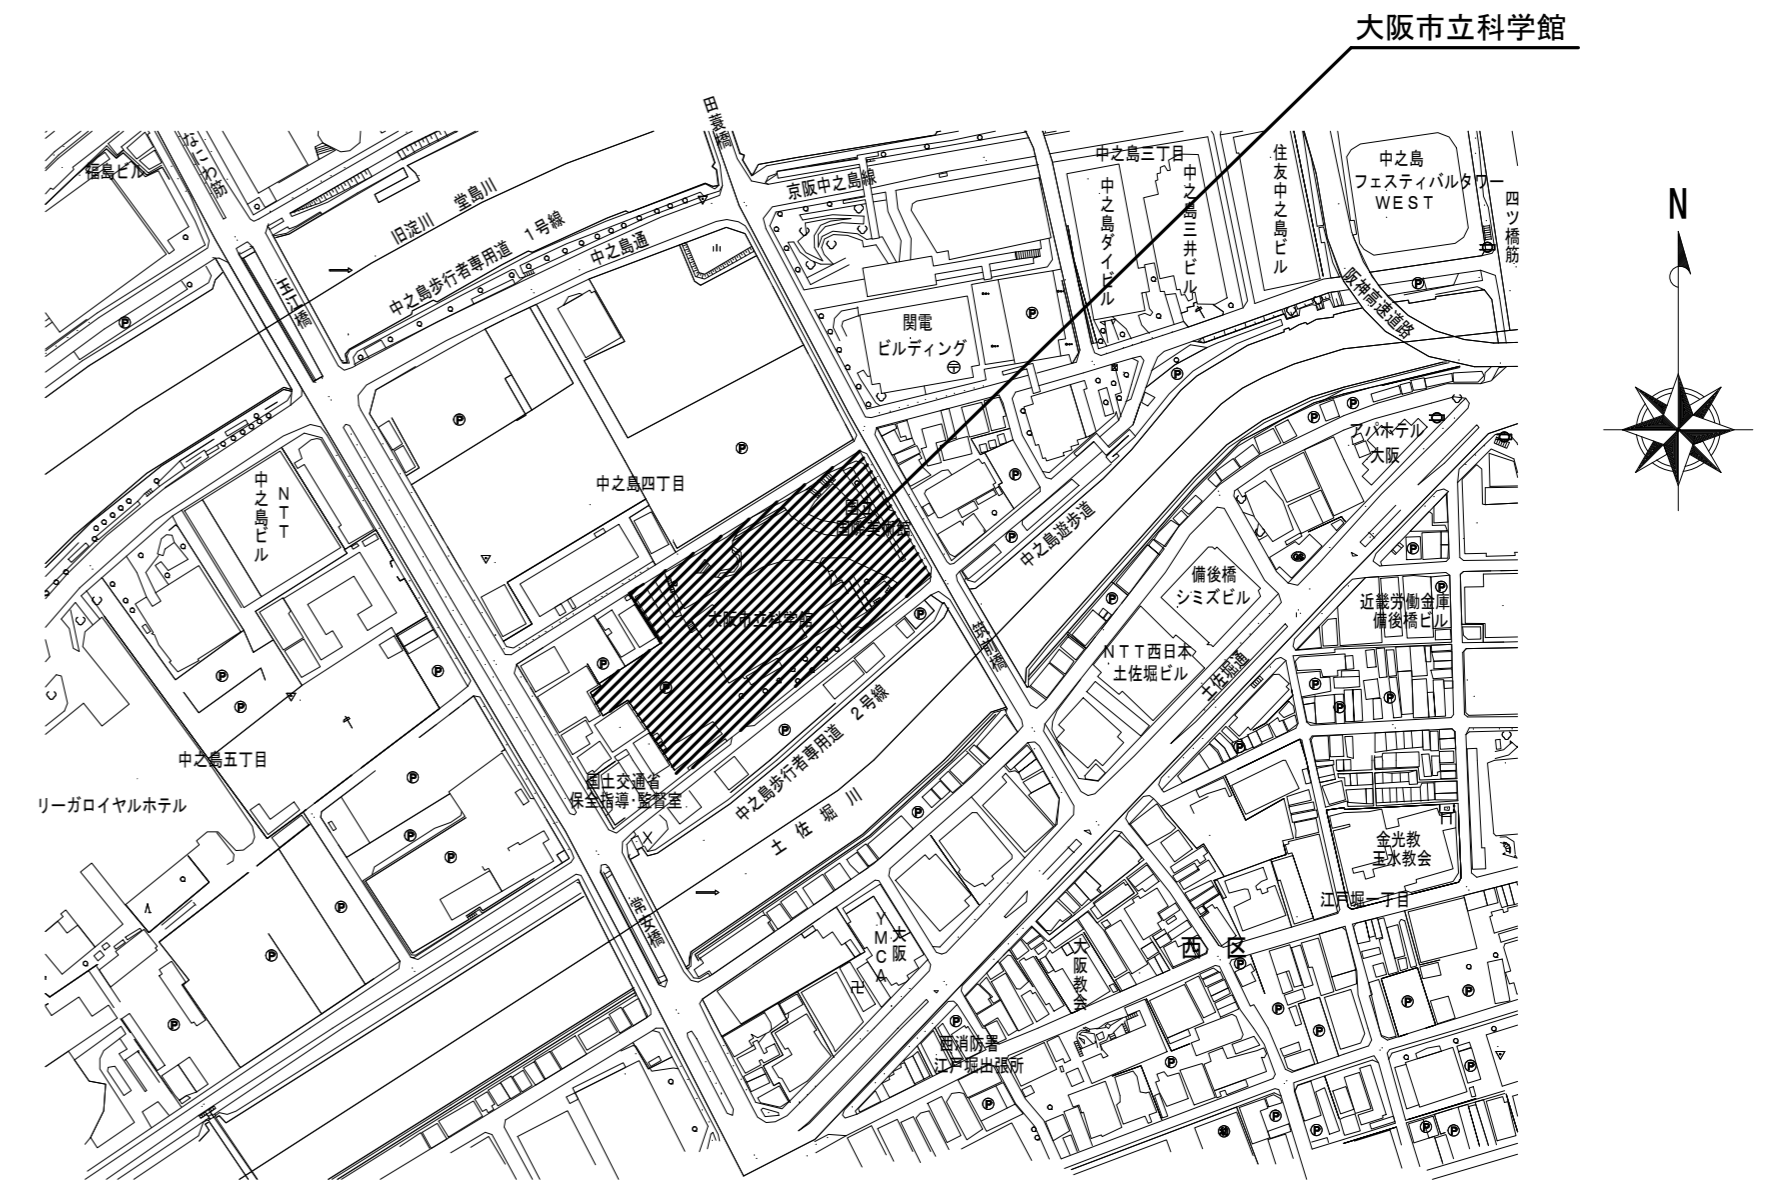 大阪市立科学館
N
田蓑橋
なにわ筋
福島ビル
堂島川
旧淀川
中之島歩行者専用道 1号線
中之島通
京阪中之島線
中之島三丁目
中之島ダイビル
中之島三井ビル
住友中之島ビル
中之島
フェスティバルタワー
WEST
四ツ橋筋
阪神高速道路
玉江橋
関電
ビルディング
アパホテル
大阪
中之島四丁目
NTT
中之島ビル
国立
国際美術館
中之島遊歩道
備後橋
シミズビル
近畿労働金庫
備後橋ビル
大阪市立科学館
筑前橋
NTT西日本
土佐堀ビル
土佐堀通
中之島五丁目
リーガロイヤルホテル
国土交通省
保全指導・監督室
中之島歩行者専用道 2号線
土佐堀川
金光教
玉水教会
江戸堀一丁目
常安橋
大阪
YMCA
大阪教会
西区
西消防署
江戸堀出張所